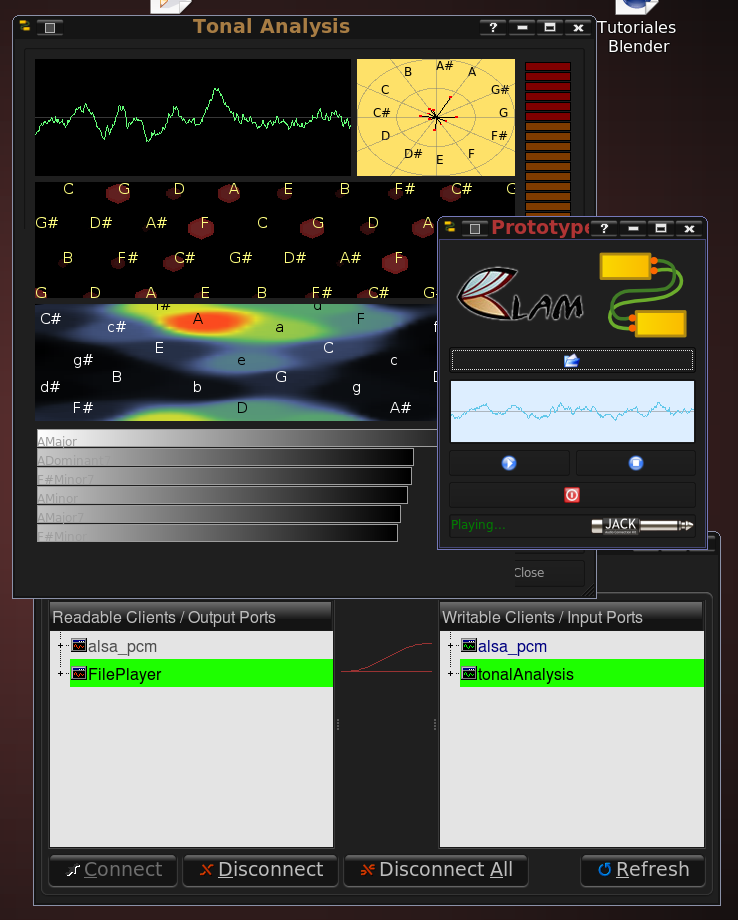 Tonal Analysis
?
Tutoriales
Blender
B A# A
C G#
C# G
D F#
D# E F
C G D A E B F# C# G
G# D# A# F C G D A
B F# C# G# D# A# F
G D A E B F# C# G
f# d
C# c# A a F
g# E e C c
d# B b G g
F# D A#
AMajor
ADominant7
F#Minor7
AMinor
AMajor7
F#Minor
Close
Prototype
?
CLAM
Playing...
JACK
Readable Clients / Output Ports
Writable Clients / Input Ports
alsa_pcm
FilePlayer
alsa_pcm
tonalAnalysis
Connect
Disconnect
Disconnect All
Refresh